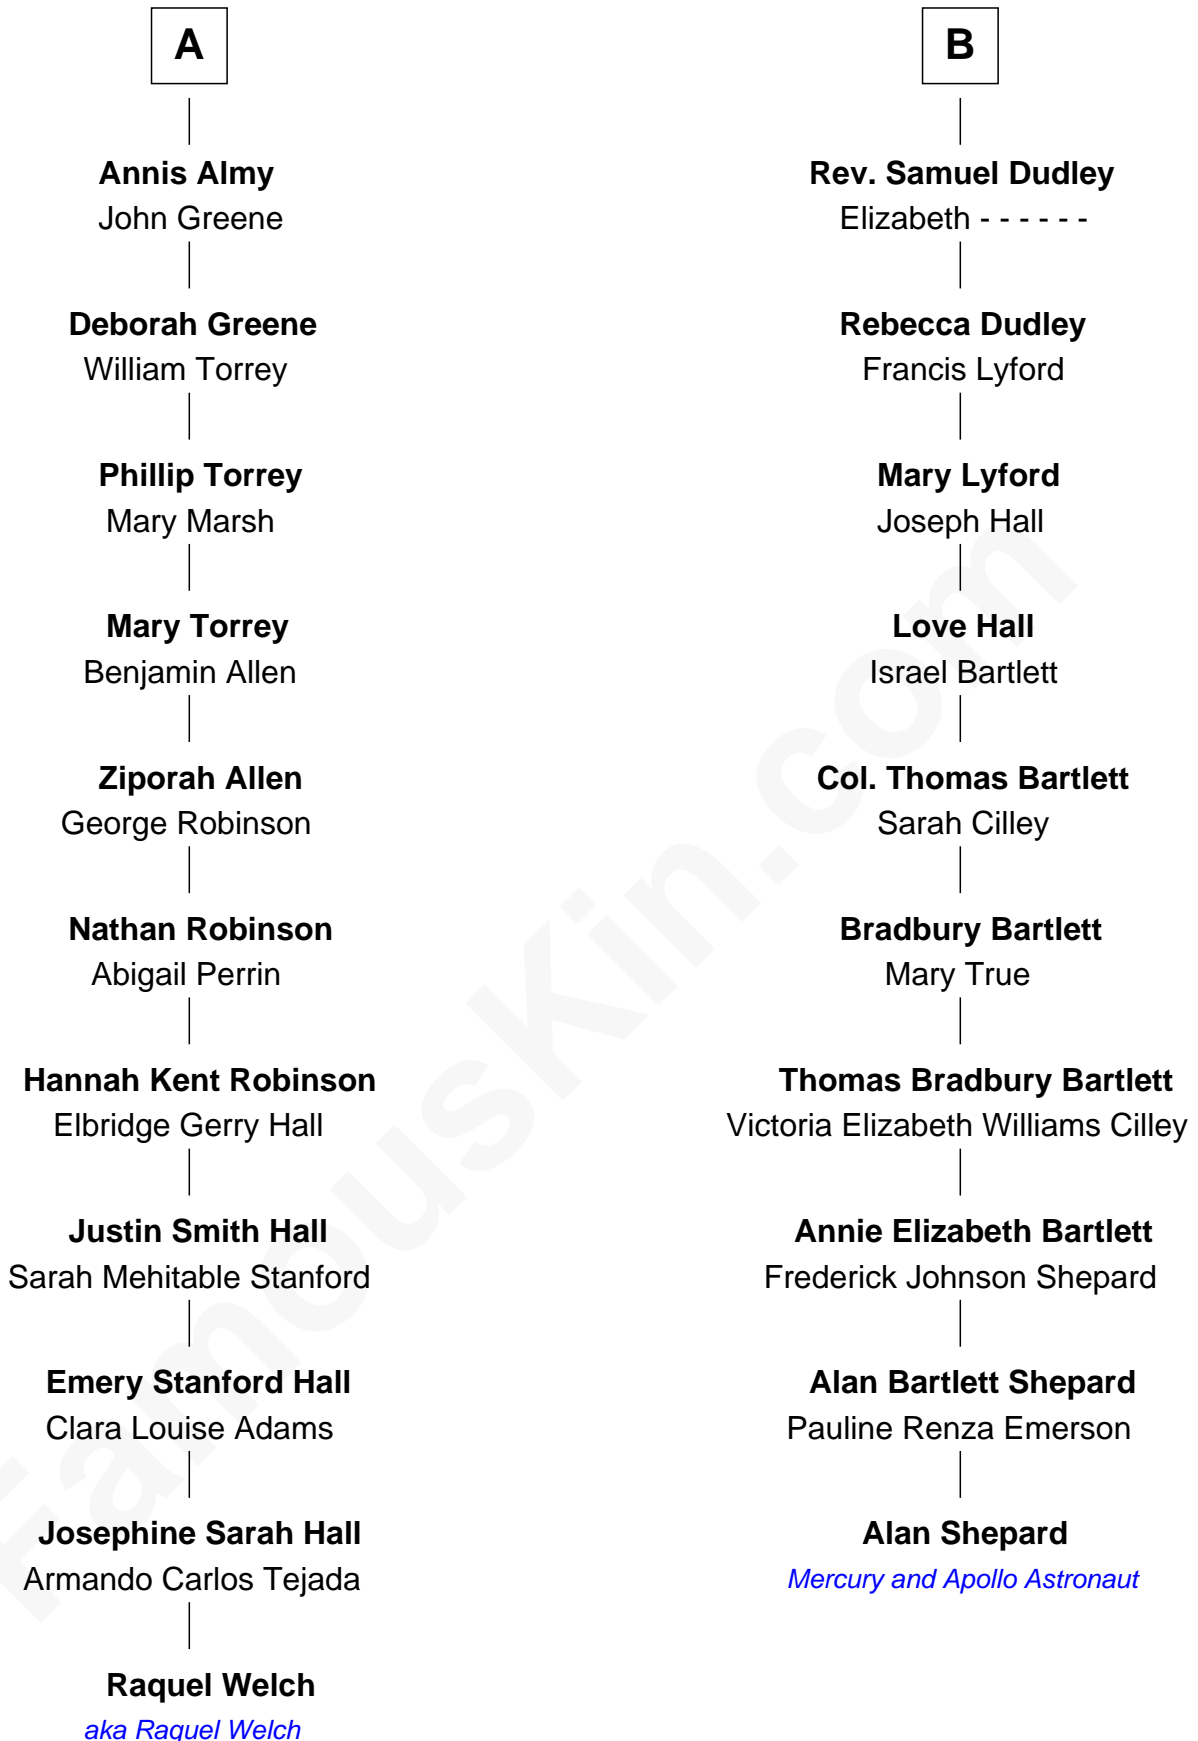 A
Annis Almy
John Greene
Deborah Greene
William Torrey
Phillip Torrey
Mary Marsh
Mary Torrey
Benjamin Allen
Ziporah Allen
George Robinson
Nathan Robinson
Abigail Perrin
Hannah Kent Robinson
Elbridge Gerry Hall
Justin Smith Hall
Sarah Mehitable Stanford
Emery Stanford Hall
Clara Louise Adams
Josephine Sarah Hall
Armando Carlos Tejada
Raquel Welch
aka Raquel Welch
B
Rev. Samuel Dudley
Elizabeth - - - - - -
Rebecca Dudley
Francis Lyford
Mary Lyford
Joseph Hall
Love Hall
Israel Bartlett
Col. Thomas Bartlett
Sarah Cilley
Bradbury Bartlett
Mary True
Thomas Bradbury Bartlett
Victoria Elizabeth Williams Cilley
Annie Elizabeth Bartlett
Frederick Johnson Shepard
Alan Bartlett Shepard
Pauline Renza Emerson
Alan Shepard
Mercury and Apollo Astronaut
FamousKin.com